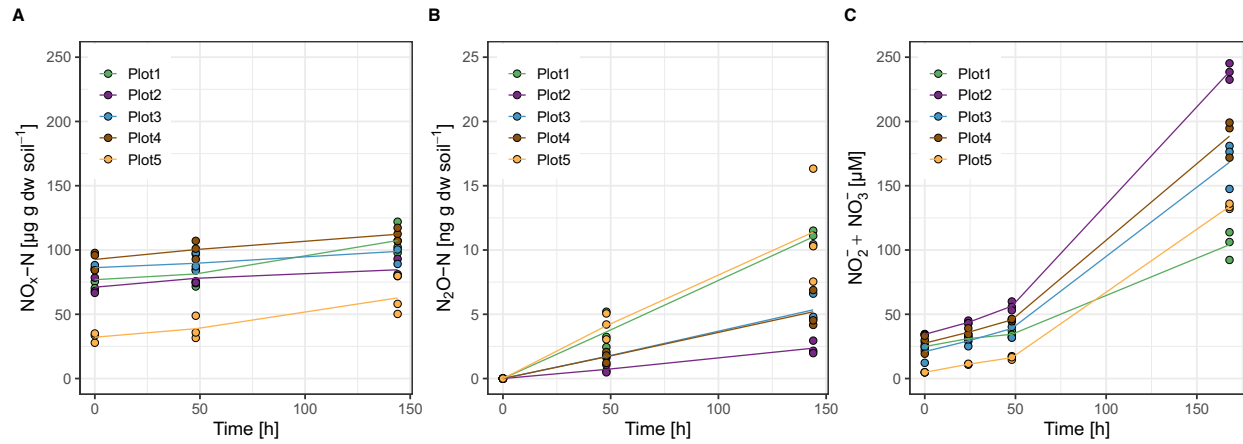 A
NOₓ−N [µg g dw soil⁻¹]
250
200
150
100
50
0
Plot1
Plot2
Plot3
Plot4
Plot5
0
50
100
150
Time [h]
B
N₂O−N [ng g dw soil⁻¹]
15
10
5
0
Plot1
Plot2
Plot3
Plot4
Plot5
0
50
100
150
Time [h]
C
NO₂⁻ + NO₃⁻ [µM]
250
200
150
100
50
0
Plot1
Plot2
Plot3
Plot4
Plot5
0
50
100
150
Time [h]